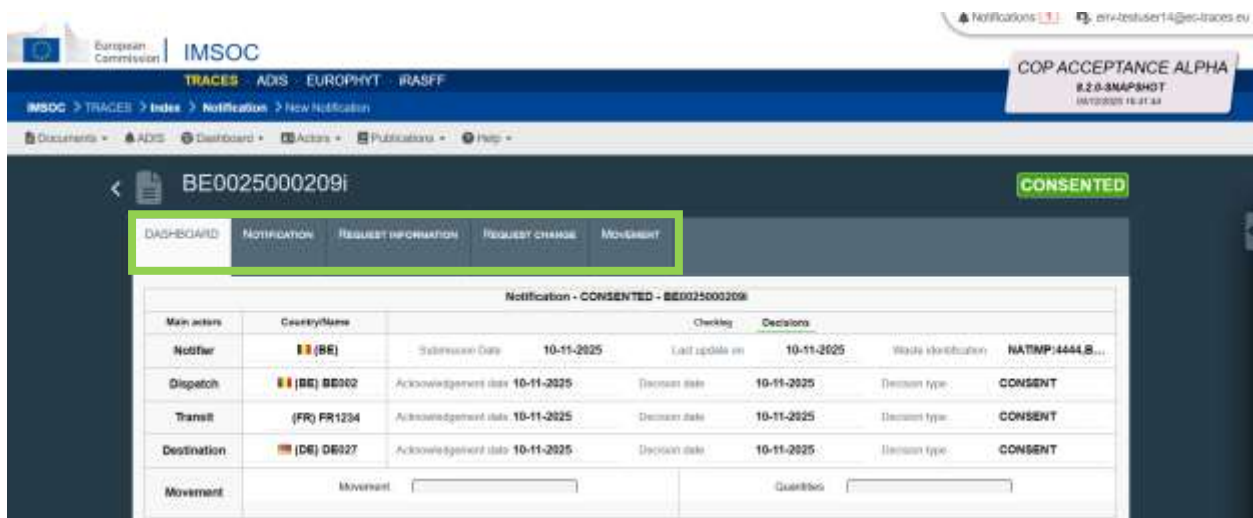 Notifications 1 env-testuser14@ec-traces.eu
European Commission
IMSOC
TRACES ADIS EUROPHYT iRASFF
COP ACCEPTANCE ALPHA
8.2.0-SNAPSHOT
IMSOC > TRACES > Index > Notification > New Notification
Documents ADIS Dashboard Actors Publications Help
BE0025000209i
CONSENTED
DASHBOARD NOTIFICATION REQUEST INFORMATION REQUEST CHANGE MOVEMENT
Notification - CONSENTED - BE0025000209i
Main actors Country/Name Checklist Decisions
Notifier (BE) Submission Date 10-11-2025 Last update on 10-11-2025 Waste identification NATIMP:4444,B...
Dispatch (BE) BE002 Acknowledgement date 10-11-2025 Decision date 10-11-2025 Decision type CONSENT
Transit (FR) FR1234 Acknowledgement date 10-11-2025 Decision date 10-11-2025 Decision type CONSENT
Destination (DE) DE027 Acknowledgement date 10-11-2025 Decision date 10-11-2025 Decision type CONSENT
Movement Movement Quantities